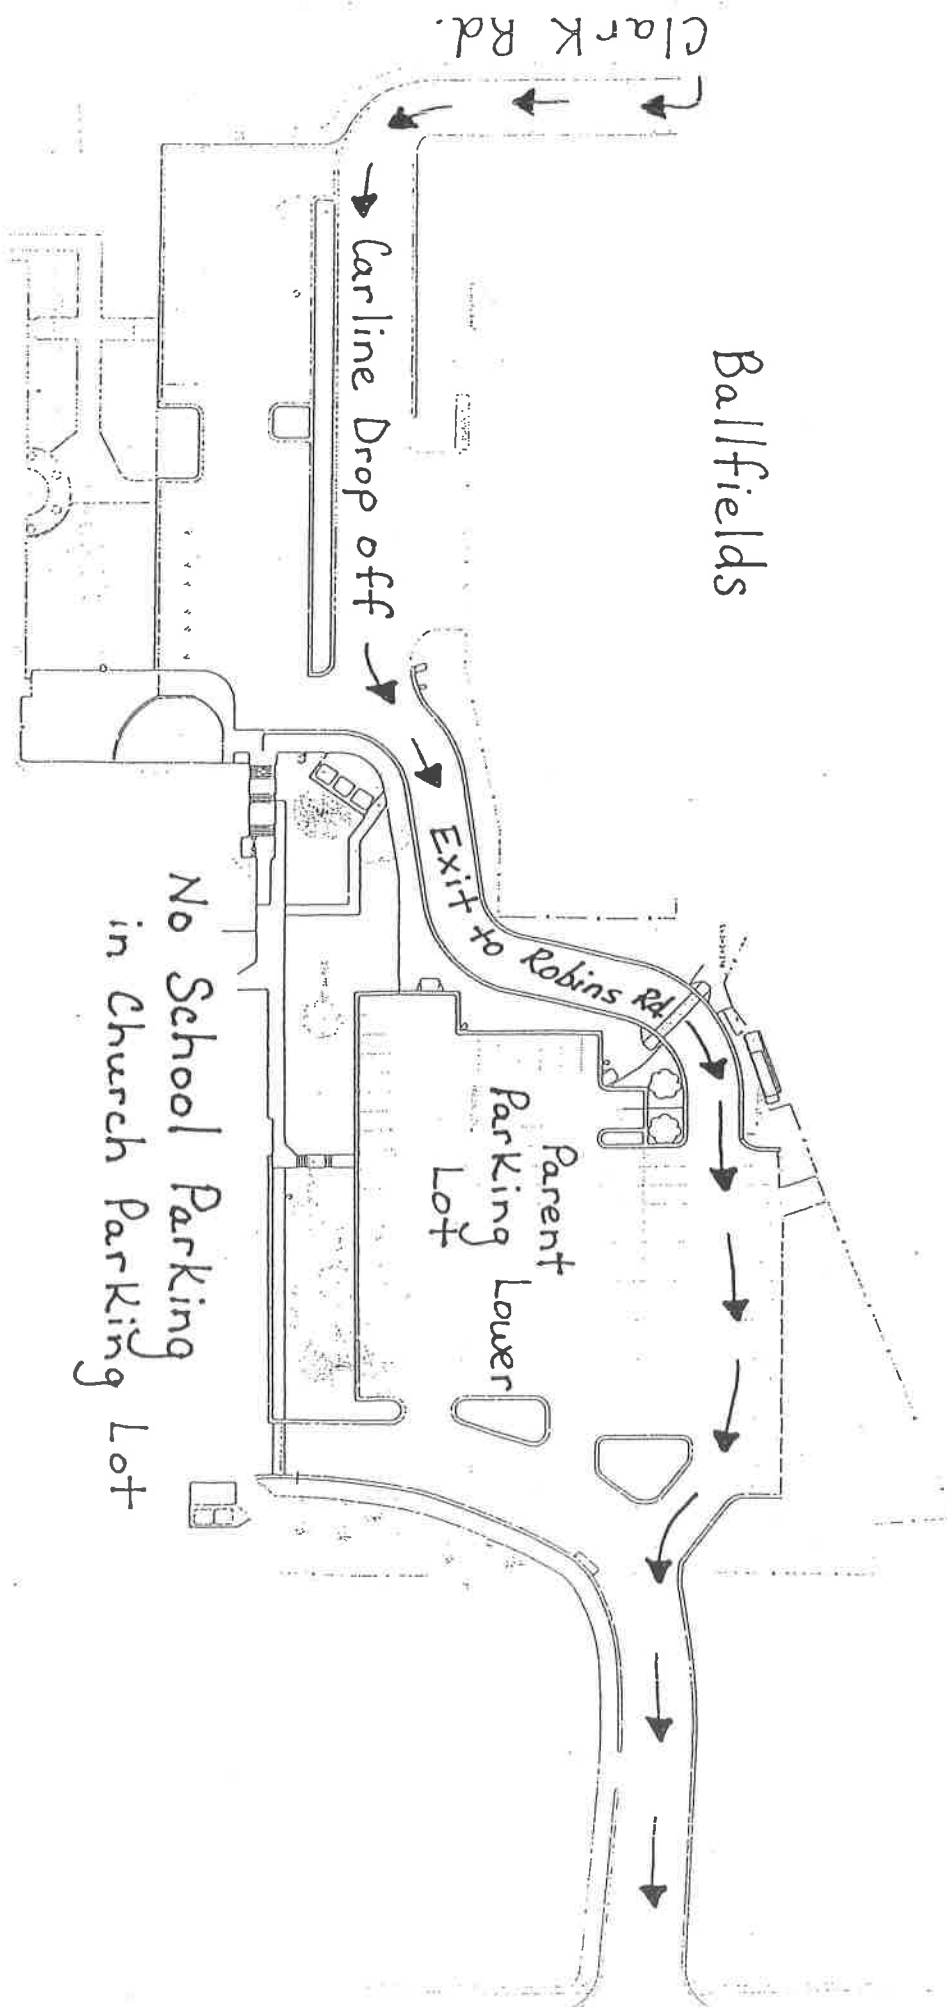 Clark Rd.
Ballfields
Carline Drop off
Exit to Robins Rd.
Parent
Parking Lower
Lot
No School Parking
in Church Parking Lot